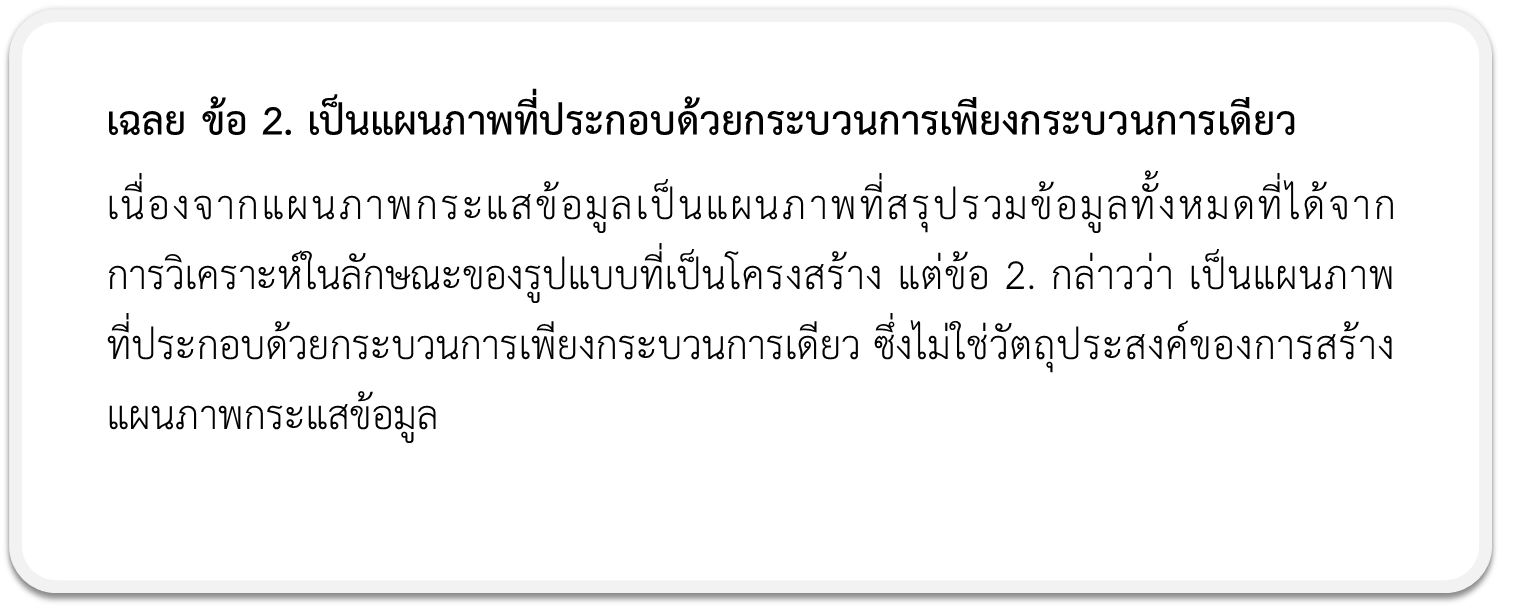 เฉลย ข้อ 2. เป็นแผนภาพที่ประกอบด้วยกระบวนการเพียงกระบวนการเดียว
เนื่องจากแผนภาพกระแสข้อมูลเป็นแผนภาพที่สรุปรวมข้อมูลทั้งหมดที่ได้จาก
การวิเคราะห์ในลักษณะของรูปแบบที่เป็นโครงสร้าง แต่ข้อ 2. กล่าวว่า เป็นแผนภาพ
ที่ประกอบด้วยกระบวนการเพียงกระบวนการเดียว ซึ่งไม่ใช่วัตถุประสงค์ของการสร้าง
แผนภาพกระแสข้อมูล